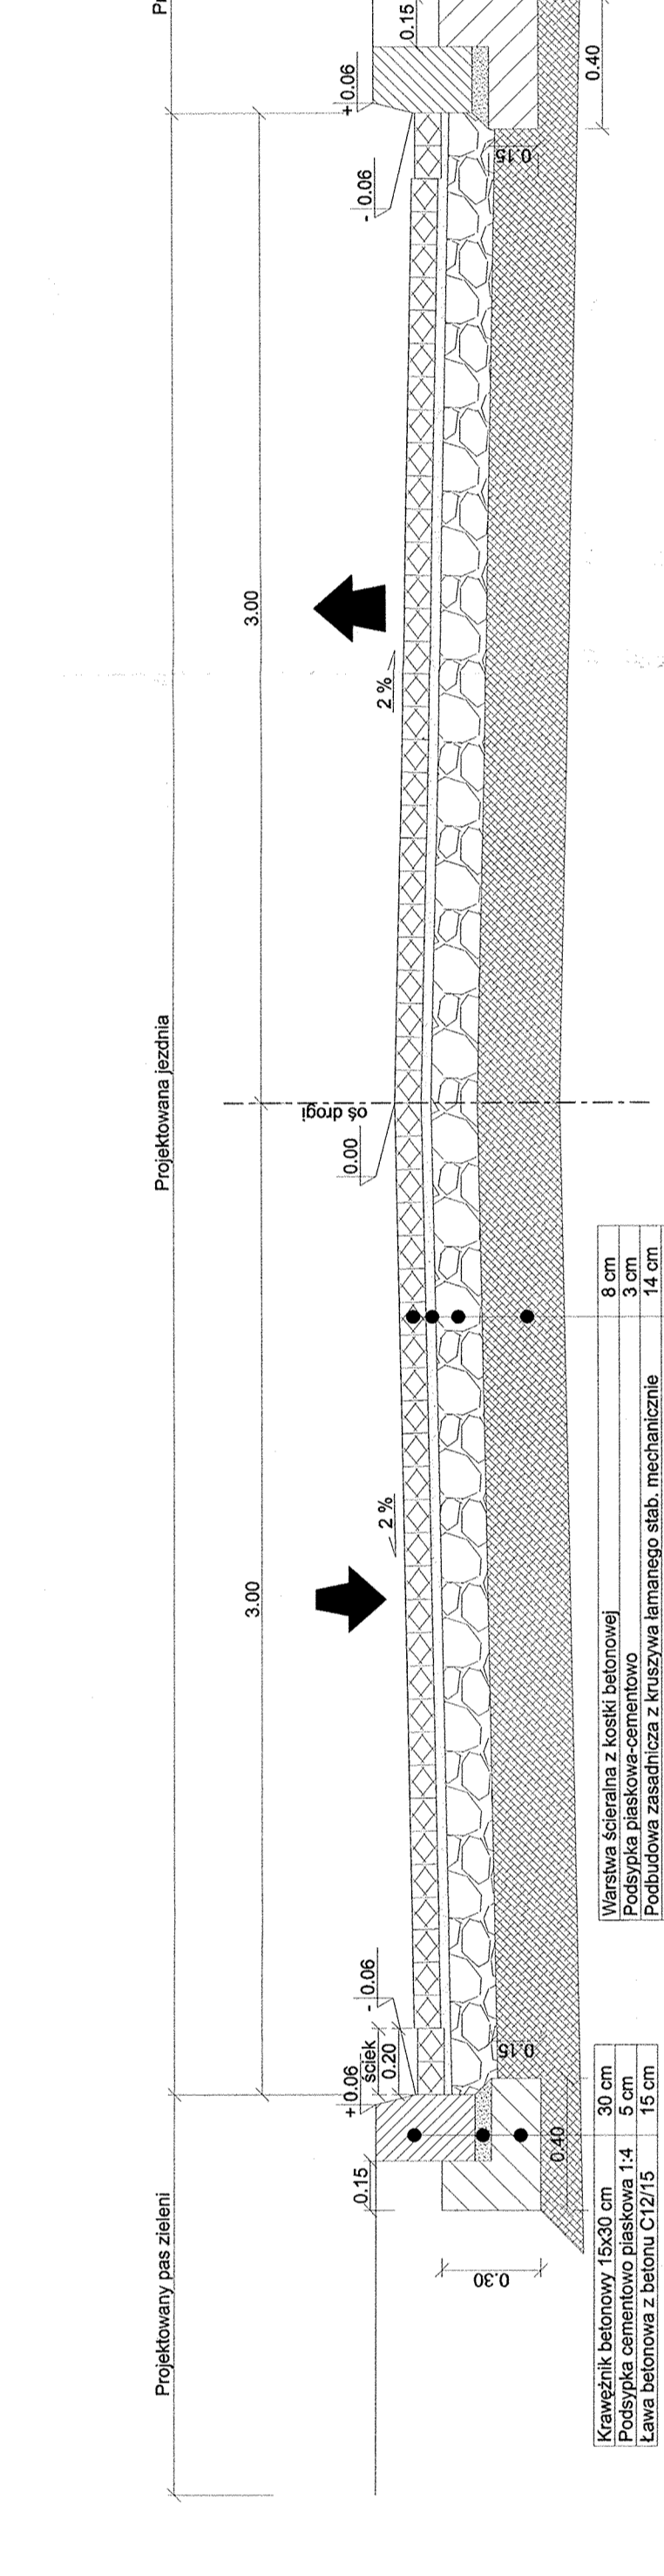 Projektowany pas zieleni
Projektowana jezdnia
3.00
3.00
0.15
+ 0.06
ściek
0.20
- 0.06
2 %
0.00
oś drogi
2 %
- 0.06
+ 0.06
0.15
0.30
0.40
0.15
0.15
0.40
Krawężnik betonowy 15x30 cm 30 cm
Podsypka cementowo piaskowa 1:4 5 cm
Ława betonowa z betonu C12/15 15 cm
Warstwa ścieralna z kostki betonowej 8 cm
Podsypka piaskowa-cementowo 3 cm
Podbudowa zasadnicza z kruszywa łamanego stab. mechanicznie 14 cm